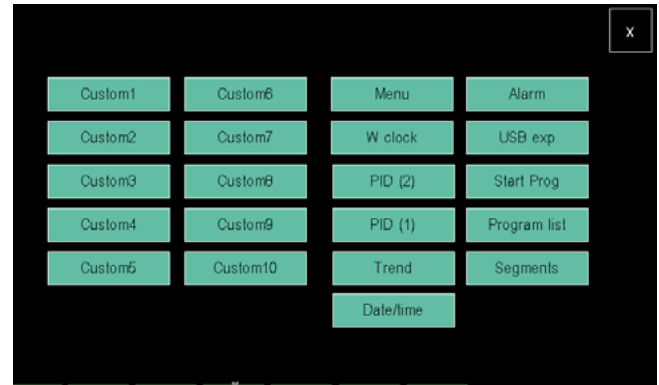 X
Custom1 Custom6 Menu Alarm
Custom2 Custom7 W clock USB exp
Custom3 Custom8 PID (2) Start Prog
Custom4 Custom9 PID (1) Program list
Custom5 Custom10 Trend Segments
Date/time